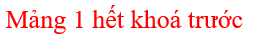 Mảng 1 hết khoá trước